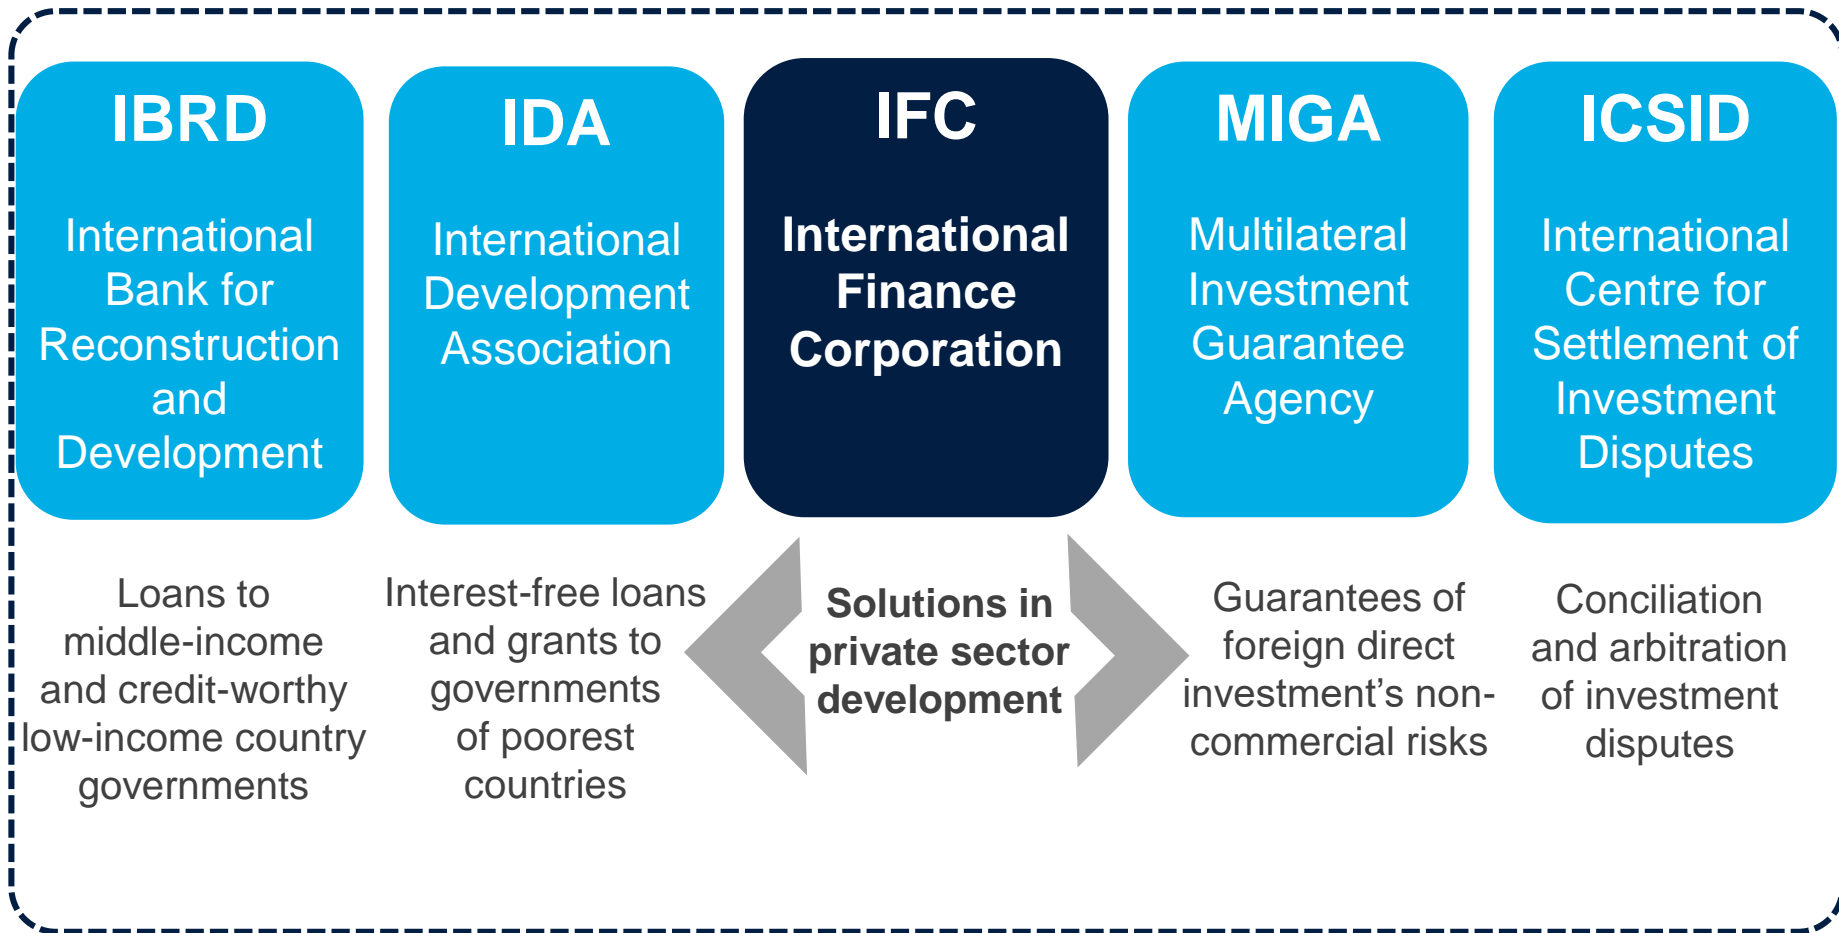 IBRD
International
Bank for
Reconstruction
and
Development
IDA
International
Development
Association
IFC
International
Finance
Corporation
MIGA
Multilateral
Investment
Guarantee
Agency
ICSID
International
Centre for
Settlement of
Investment
Disputes
Loans to
middle-income
and credit-worthy
low-income country
governments
Interest-free loans
and grants to
governments
of poorest
countries
Solutions in
private sector
development
Guarantees of
foreign direct
investment’s non-
commercial risks
Conciliation
and arbitration
of investment
disputes